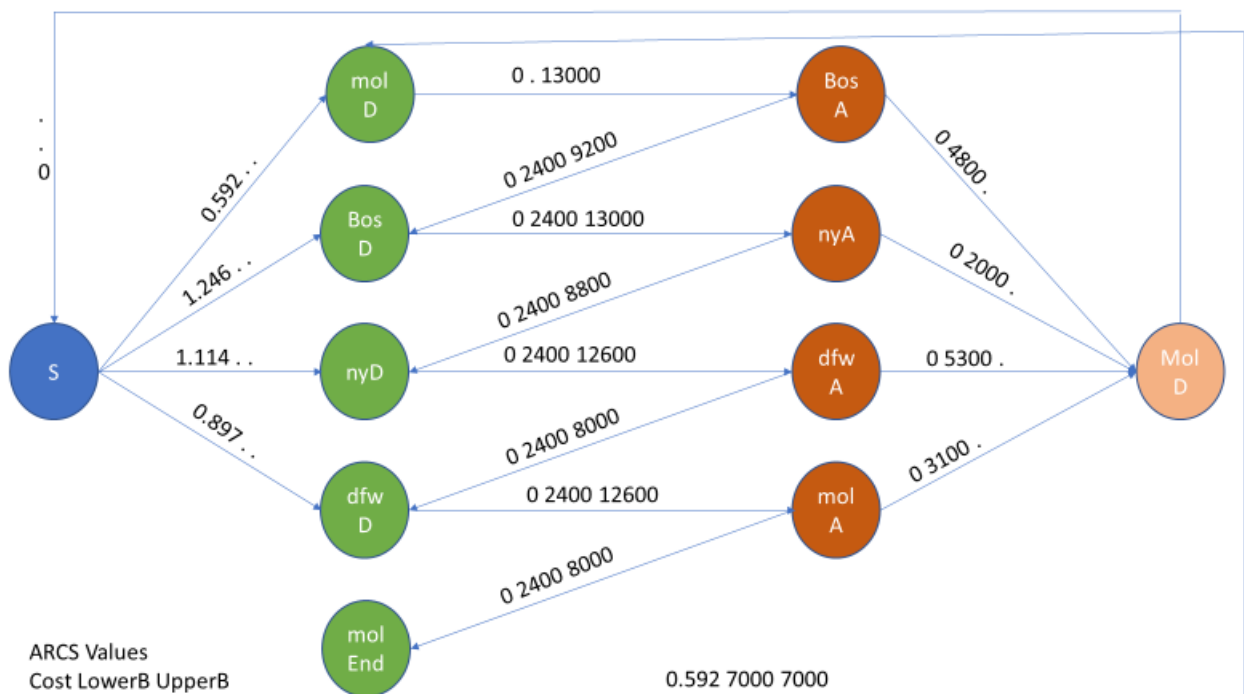 mol
D
0 . 13000
Bos
A
.
.
0
0.592 . .
0 2400 9200
0 4800 .
Bos
D
0 2400 13000
nyA
1.246 . .
0 2400 8800
0 2000 .
S
1.114 . .
nyD
0 2400 12600
dfw
A
0 5300 .
Mol
D
0.897 . .
0 2400 8000
dfw
D
0 2400 12600
mol
A
0 3100 .
0 2400 8000
mol
End
ARCS Values
Cost LowerB UpperB
0.592 7000 7000